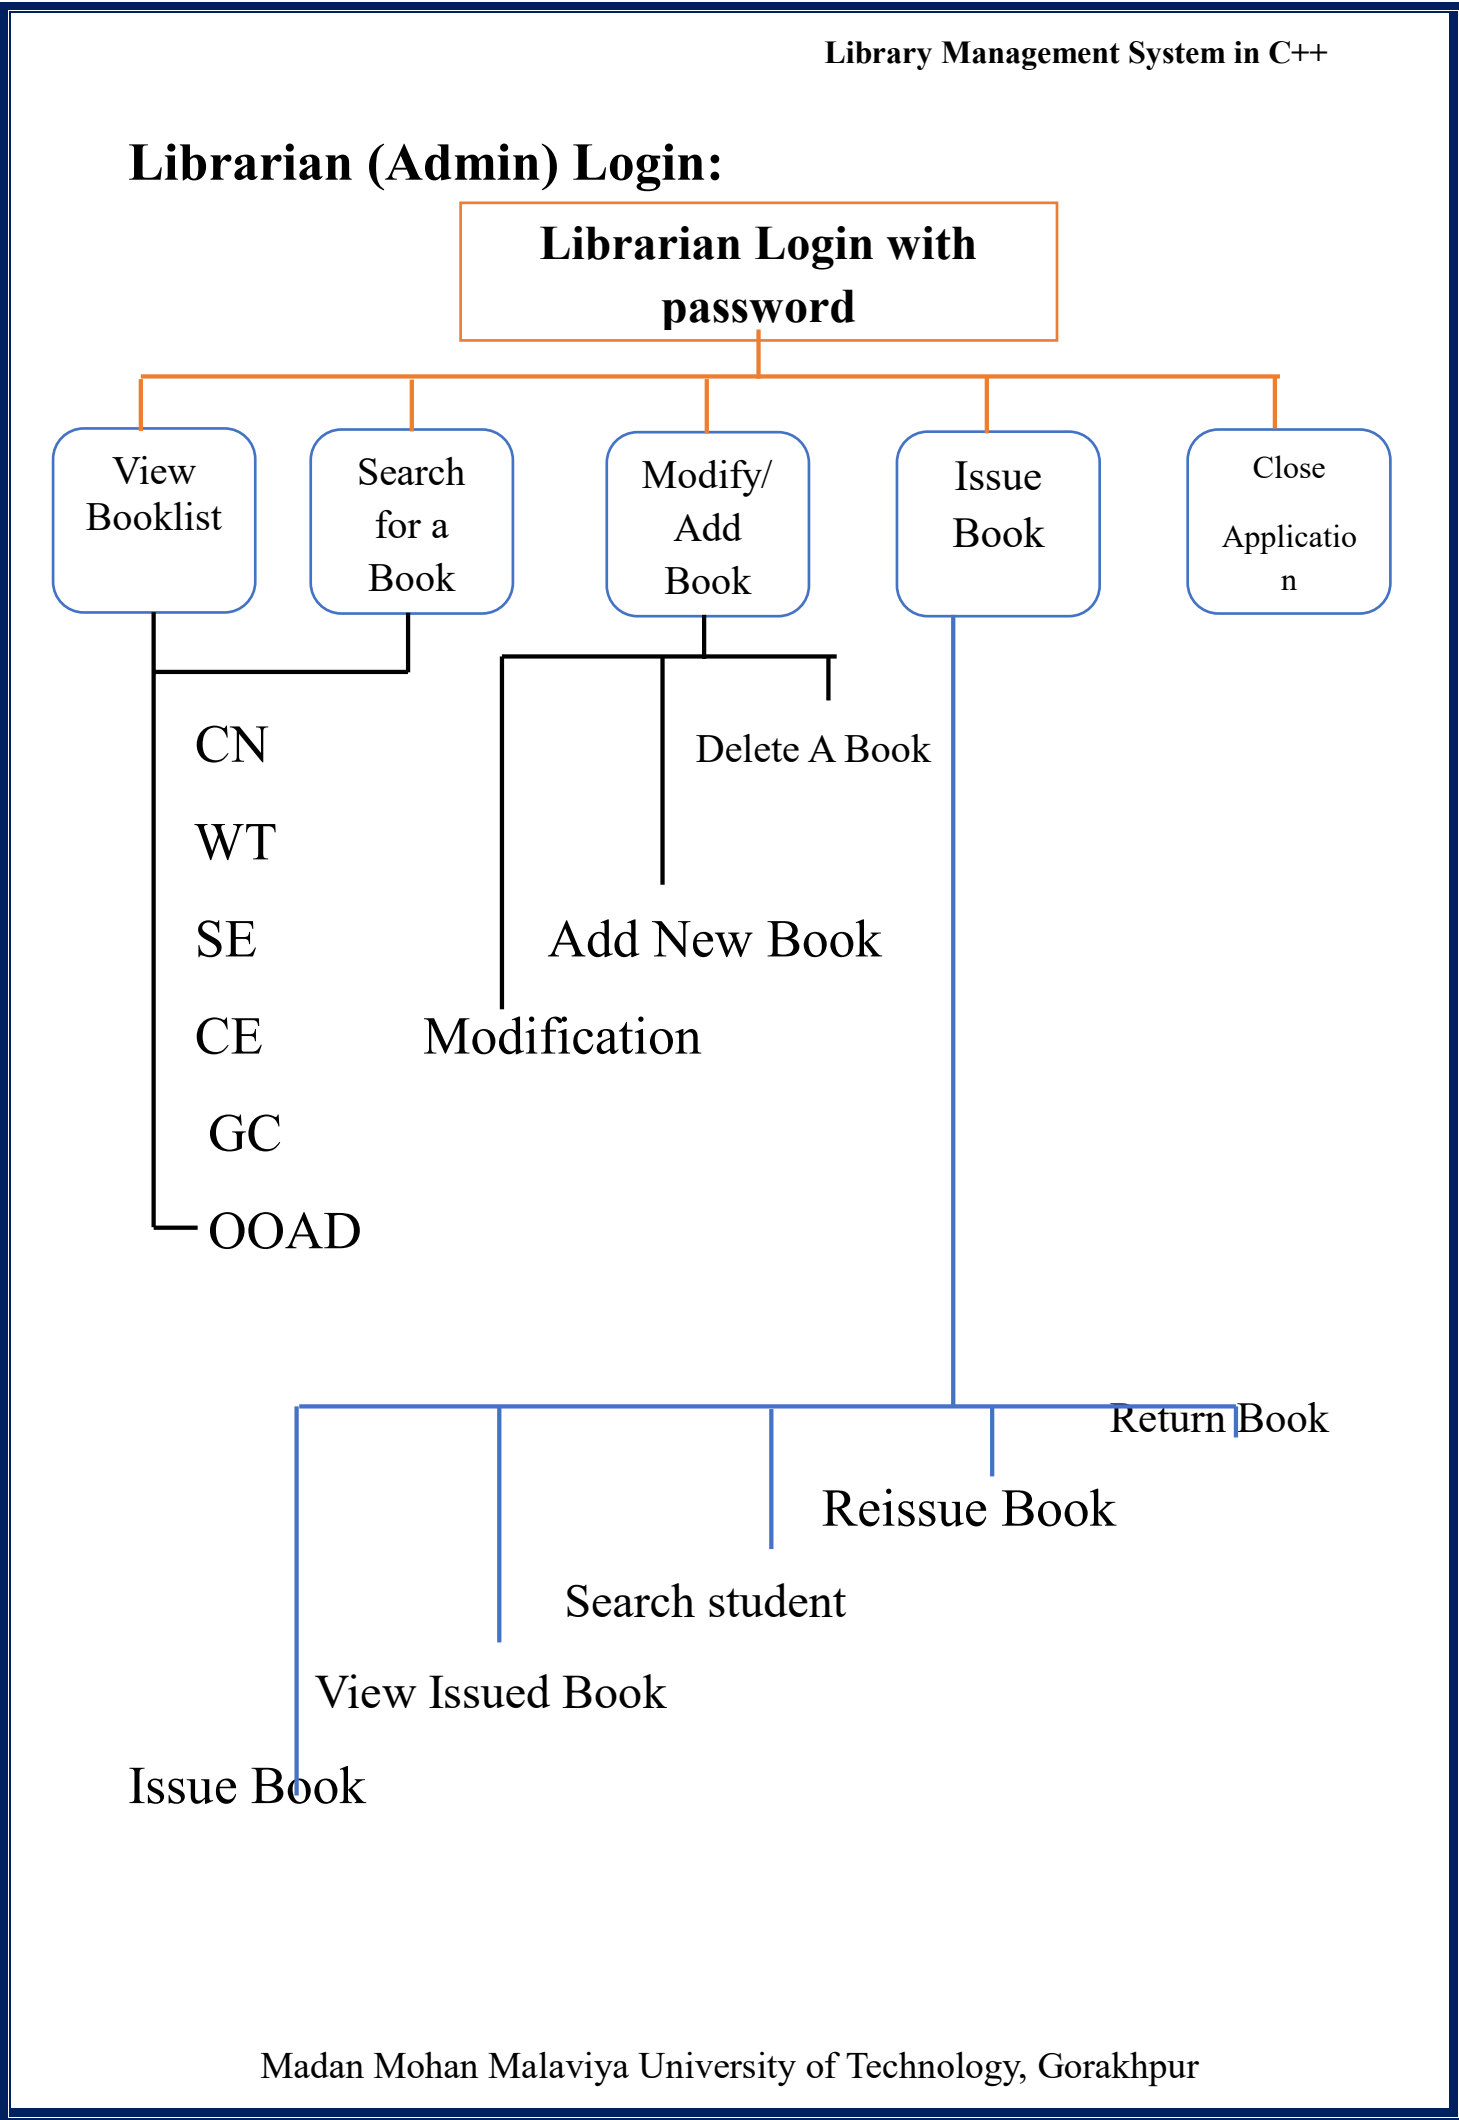 Library Management System in C++
Librarian (Admin) Login:
Librarian Login with
password
View
Booklist
Search
for a
Book
Modify/
Add
Book
Issue
Book
Close
Applicatio
n
CN
Delete A Book
WT
SE
Add New Book
CE
Modification
GC
OOAD
Return Book
Reissue Book
Search student
View Issued Book
Issue Book
Madan Mohan Malaviya University of Technology, Gorakhpur